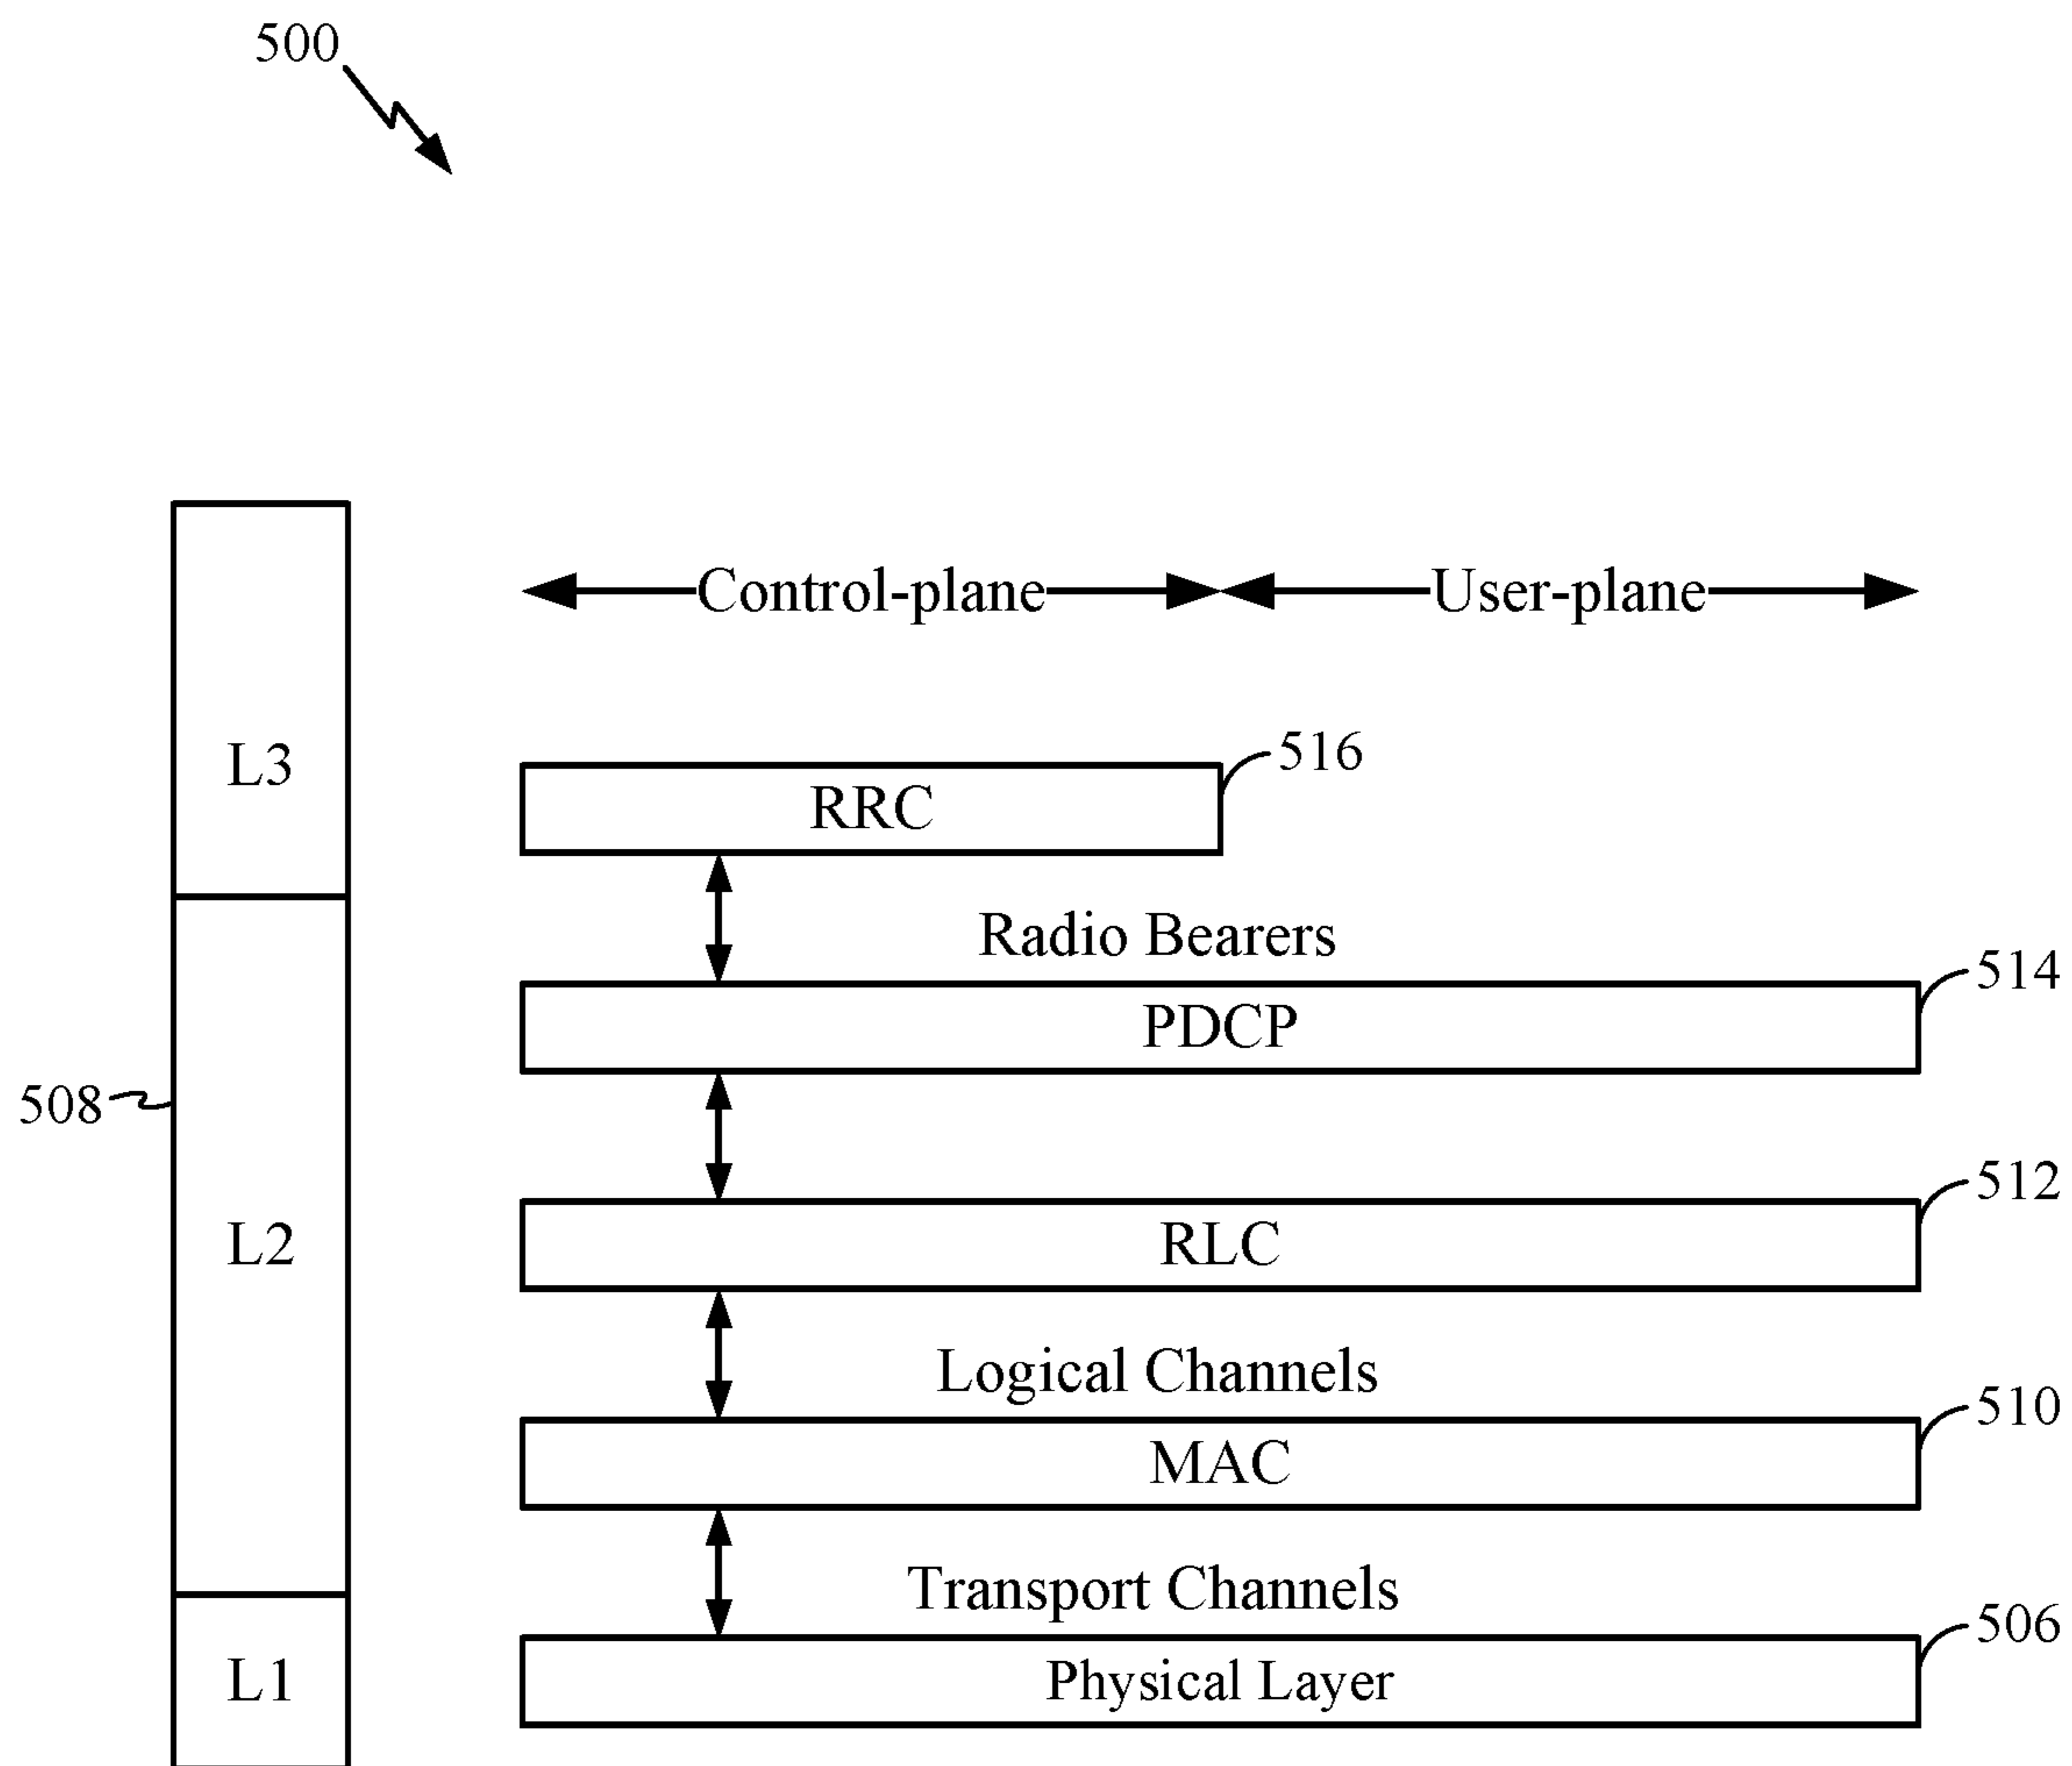 500
Control-plane User-plane
L3
516
RRC
Radio Bearers
514
PDCP
508
512
RLC
L2
Logical Channels
510
MAC
Transport Channels
506
L1
Physical Layer